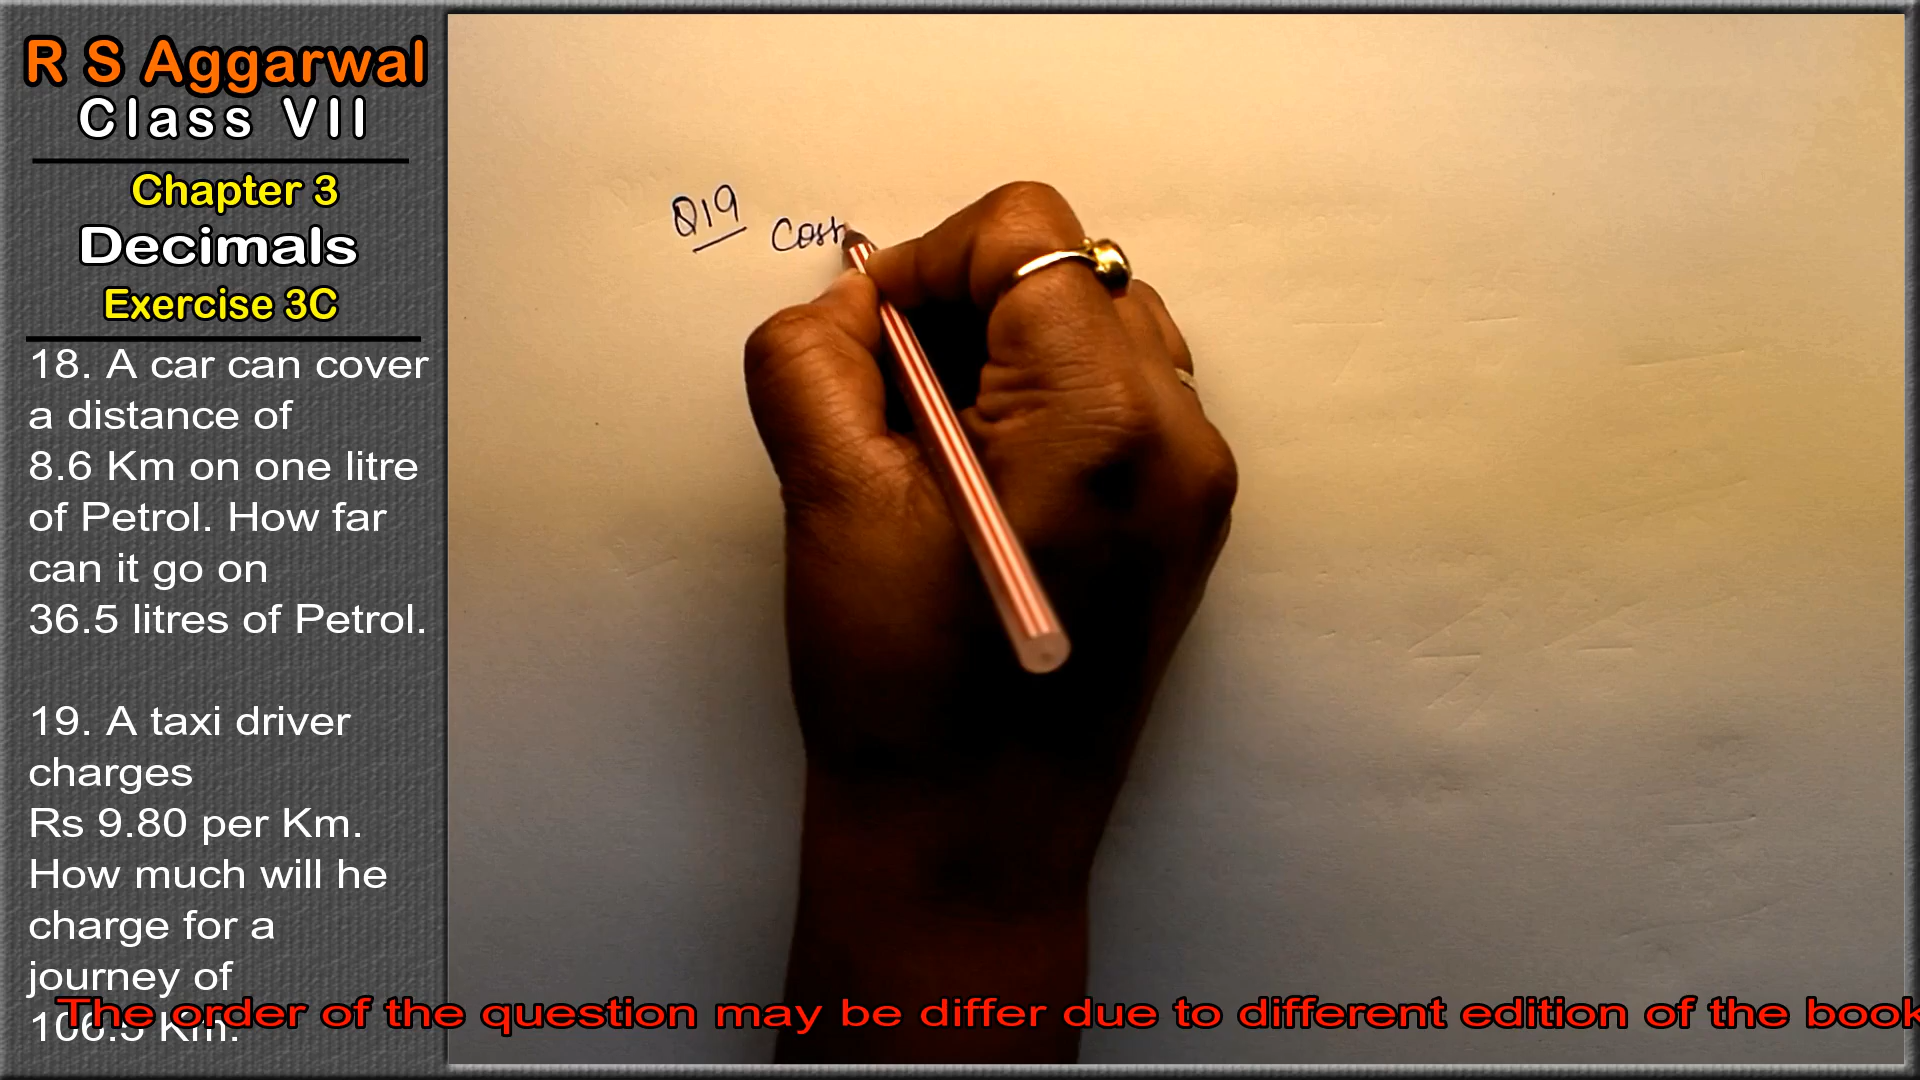 R S Aggarwal
Class VII
Chapter 3
Decimals
Exercise 3C
18. A car can cover
a distance of
8.6 Km on one litre
of Petrol. How far
can it go on
36.5 litres of Petrol.
19. A taxi driver
charges
Rs 9.80 per Km.
How much will he
charge for a
journey of
106.5 Km.
The order of the question may be differ due to different edition of the book
Q19
Cost